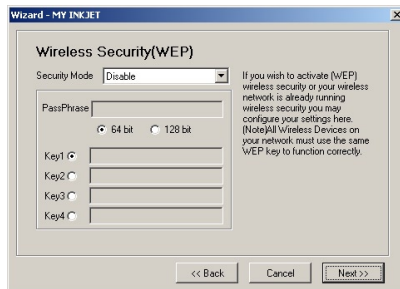 Wizard - MY INKJET
Wireless Security(WEP)
Security Mode Disable
If you wish to activate (WEP)
wireless security or your wireless
network is already running
wireless security you may
configure your settings here.
(Note)All Wireless Devices on
your network must use the same
WEP key to function correctly.
PassPhrase
64 bit 128 bit
Key1
Key2
Key3
Key4
<< Back Cancel Next >>